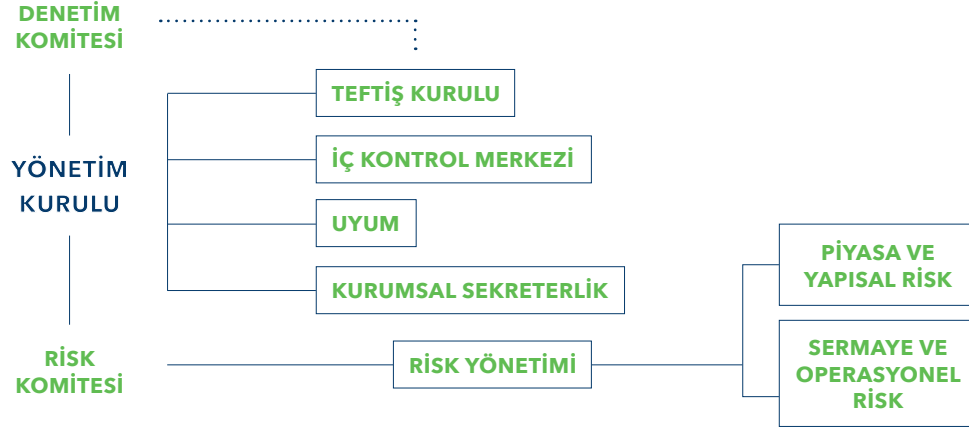 DENETİM
KOMİTESİ
TEFTİŞ KURULU
İÇ KONTROL MERKEZİ
YÖNETİM
KURULU
UYUM
KURUMSAL SEKRETERLİK
PİYASA VE
YAPISAL RİSK
RİSK
KOMİTESİ
RİSK YÖNETİMİ
SERMAYE VE
OPERASYONEL
RİSK